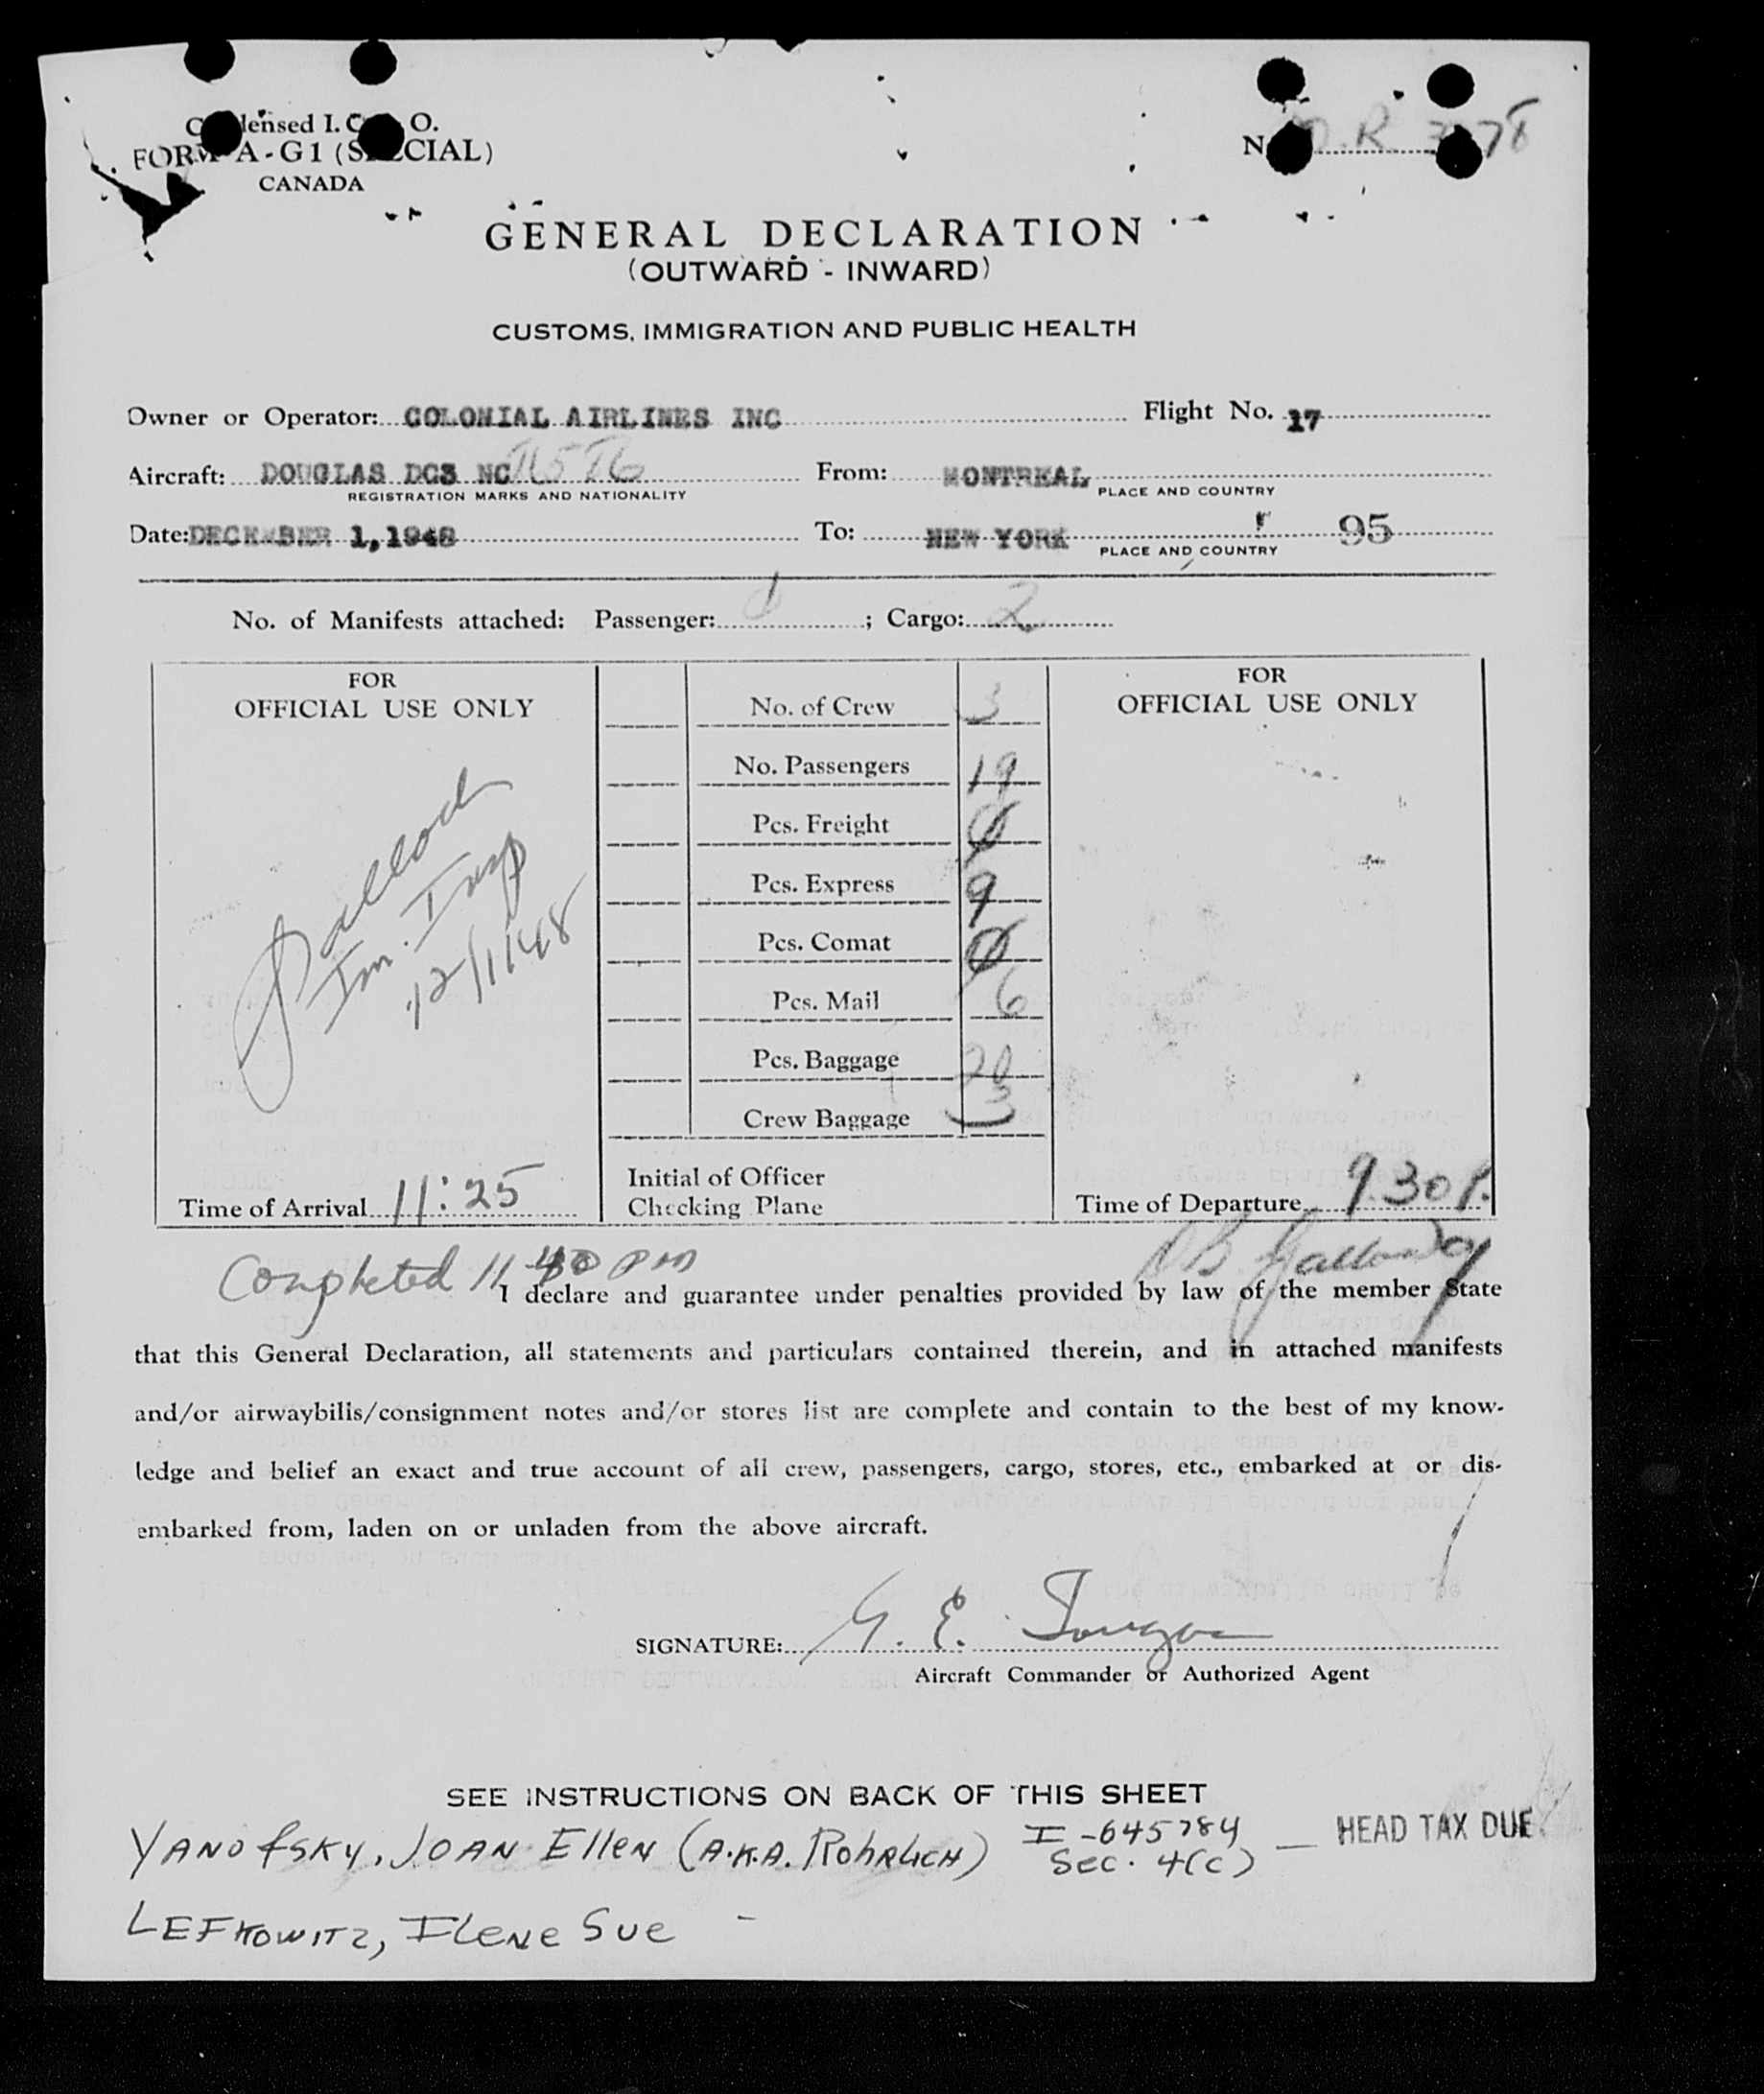 Condensed I. C. A. O.
FORM A-G1 (SPECIAL)
CANADA
No. 
GENERAL DECLARATION
(OUTWARD - INWARD)
CUSTOMS, IMMIGRATION AND PUBLIC HEALTH
Owner or Operator: COLONIAL AIRLINES INC Flight No. 17
Aircraft: DOUGLAS DC3 NC From: MONTREAL
REGISTRATION MARKS AND NATIONALITY PLACE AND COUNTRY
Date: DECEMBER 1, 1948 To: NEW YORK 95
PLACE AND COUNTRY
No. of Manifests attached: Passenger: 1 ; Cargo: 2
FOR
OFFICIAL USE ONLY
Im. Insp
12/1/48
Time of Arrival 11:25
No. of Crew 3
No. Passengers 19
Pcs. Freight 0
Pcs. Express 9
Pcs. Comat 0
Pcs. Mail 6
Pcs. Baggage 20
Crew Baggage 3
Initial of Officer
Checking Plane
FOR
OFFICIAL USE ONLY
Time of Departure 9.30 P.
Completed 11 40 PM
I declare and guarantee under penalties provided by law of the member State
that this General Declaration, all statements and particulars contained therein, and in attached manifests
and/or airwaybills/consignment notes and/or stores list are complete and contain to the best of my know-
ledge and belief an exact and true account of all crew, passengers, cargo, stores, etc., embarked at or dis-
embarked from, laden on or unladen from the above aircraft.
SIGNATURE: G. E.
Aircraft Commander or Authorized Agent
SEE INSTRUCTIONS ON BACK OF THIS SHEET
YANOfSKY, JOAN Ellen (A.K.A. RohRLICH) I-645784 — HEAD TAX DUE
Sec. 4(c)
LEFKOWITZ, ILENE Sue -